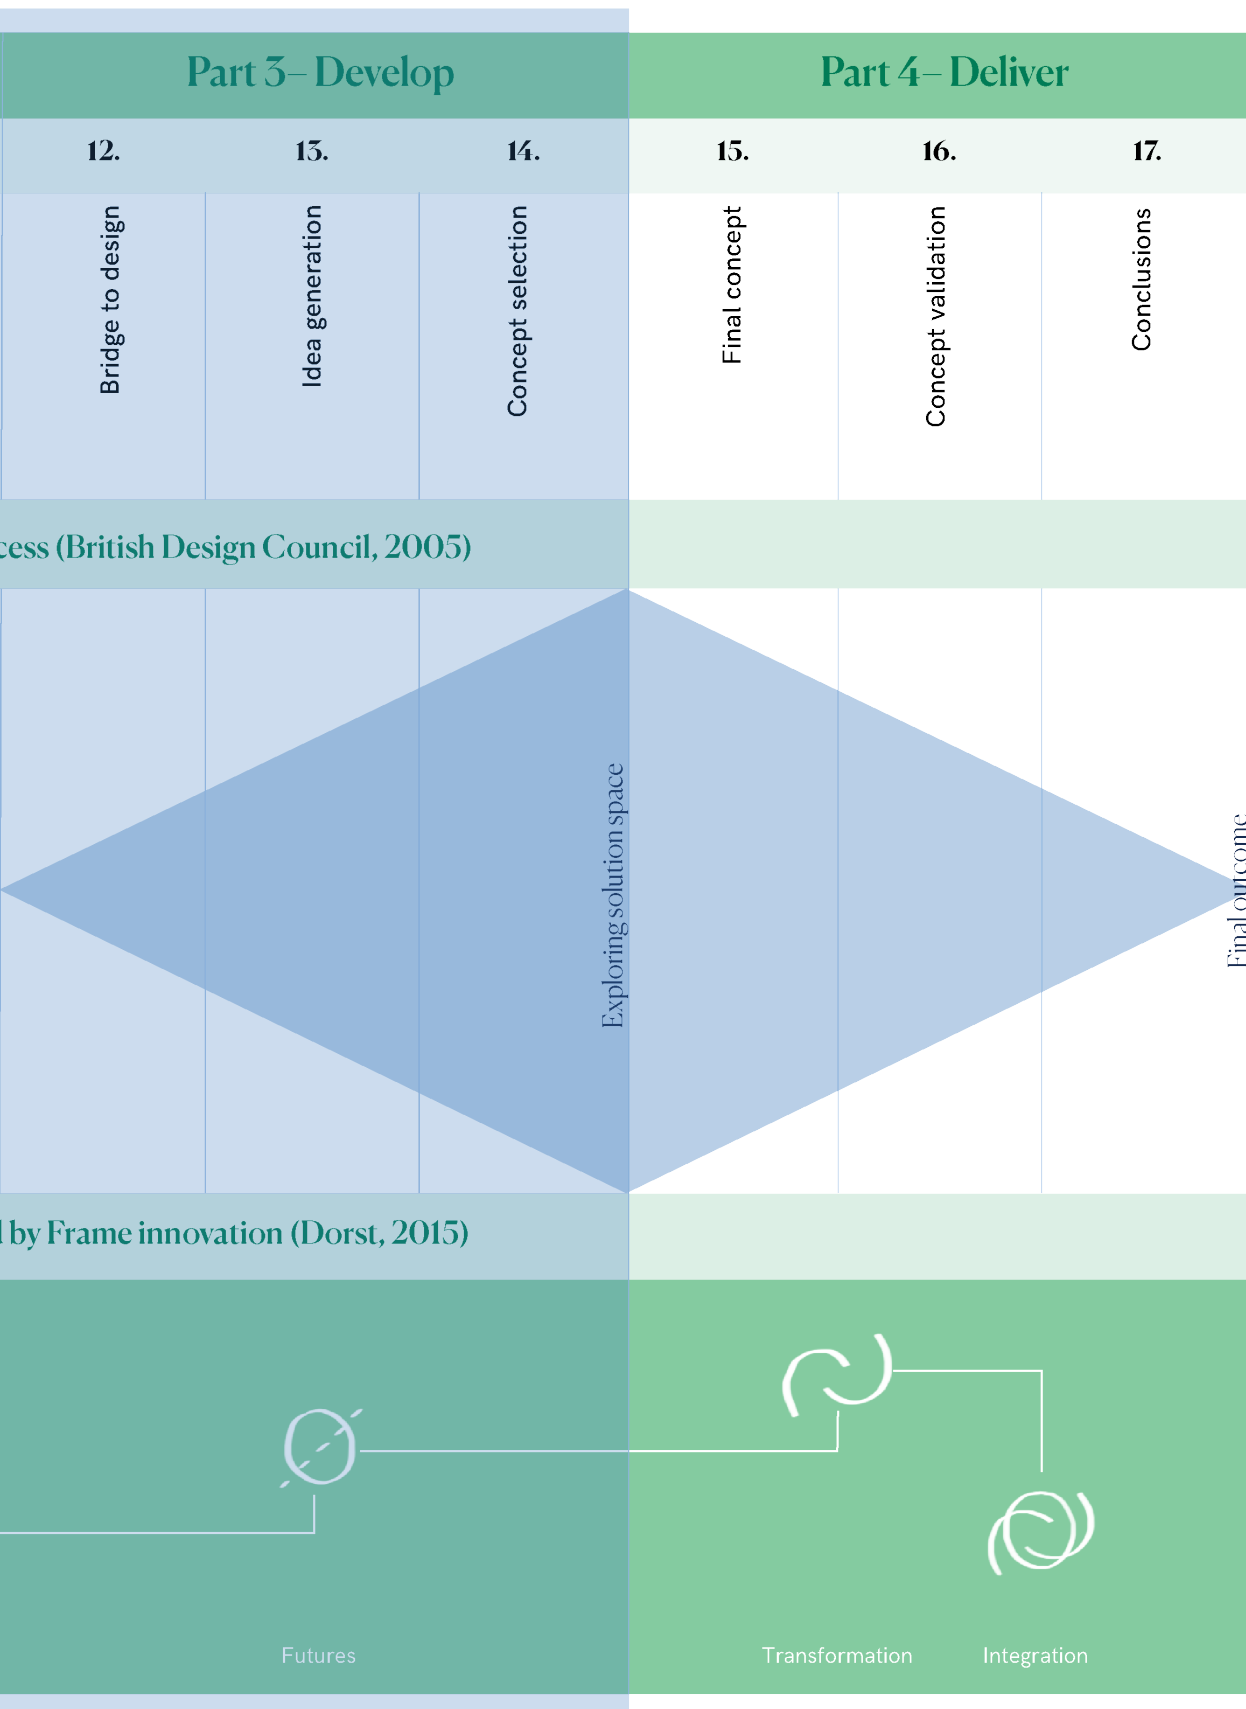 Part 3– Develop
Part 4– Deliver
12.
13.
14.
15.
16.
17.
Bridge to design
Idea generation
Concept selection
Final concept
Concept validation
Conclusions
(British Design Council, 2005)
Exploring solution space
Final outcome
by Frame innovation (Dorst, 2015)
Futures
Transformation
Integration